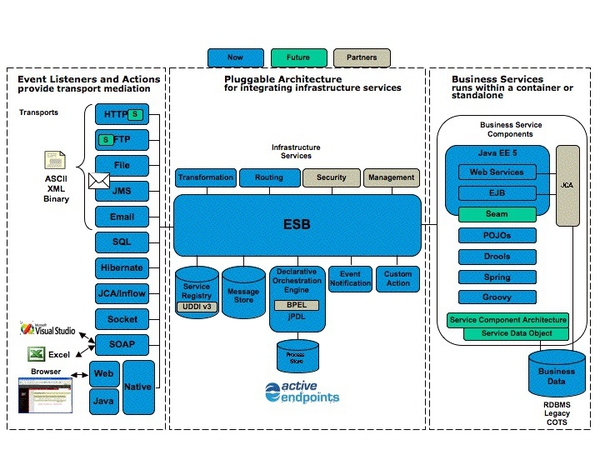 Now
Future
Partners
Event Listeners and Actions
provide transport mediation
Transports
HTTP S
S FTP
File
JMS
Email
SQL
Hibernate
JCA/inflow
Socket
SOAP
Web
Java
Native
ASCII
XML
Binary
Microsoft
Visual Studio
Excel
Browser
Pluggable Architecture
for integrating infrastructure services
Infrastructure
Services
Transformation
Routing
Security
Management
ESB
Service
Registry
UDDI v3
Message
Store
Declarative
Orchestration
Engine
BPEL
jPDL
Event
Notification
Custom
Action
Process
Store
active
endpoints
Business Services
runs within a container or
standalone
Business Service
Components
Java EE 5
Web Services
EJB
Seam
JCA
POJOs
Drools
Spring
Groovy
Service Component Architecture
Service Data Object
Business
Data
RDBMS
Legacy
COTS